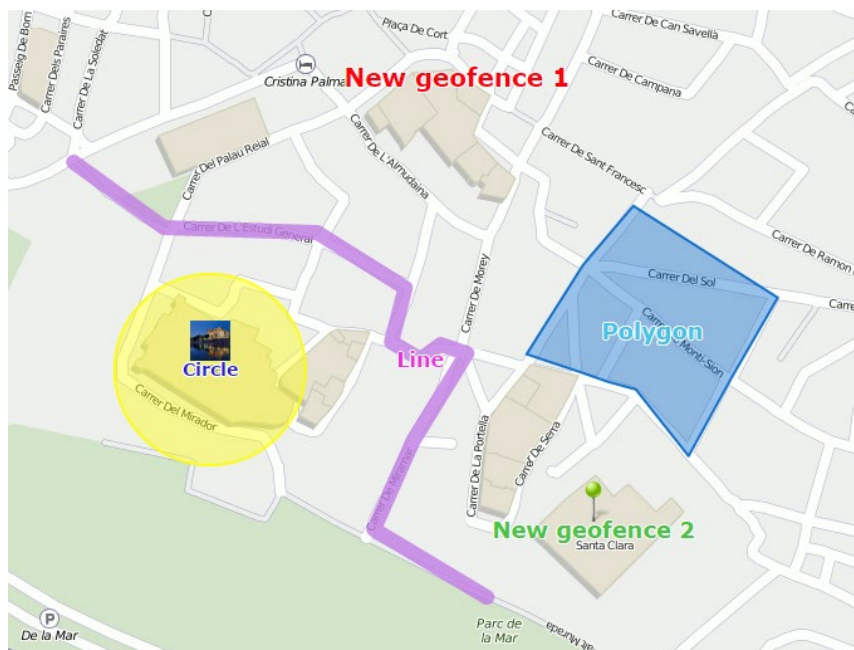 Passeig De Born
Carrer Dels Paraires
Carrer De La Soledat
Plaça De Cort
Carrer De Can Savellà
Cristina Palma
New geofence 1
Carrer De Campana
Carrer Del Palau Reial
Carrer De L'Almudaina
Carrer De Sant Francesc
Carrer De L'Estudi General
Carrer De Ramon
Carrer De Morey
Carrer Del Sol
Carre
Polygon
Carrer De Monti-Sion
Circle
Line
Carrer Del Mirador
Carrer De La Portella
Carrer De Serra
Carrer De Miramar
New geofence 2
Santa Clara
P
De la Mar
Parc de
la Mar